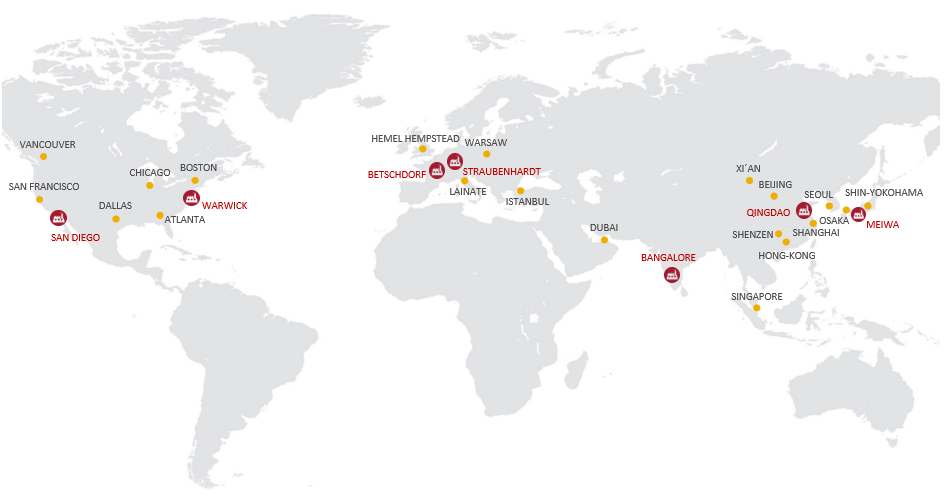 VANCOUVER
SAN FRANCISCO
SAN DIEGO
DALLAS
CHICAGO
BOSTON
WARWICK
ATLANTA
HEMEL HEMPSTEAD
WARSAW
BETSCHDORF
STRAUBENHARDT
LAINATE
ISTANBUL
DUBAI
BANGALORE
XI´AN
BEIJING
SEOUL
SHIN-YOKOHAMA
QINGDAO
OSAKA
MEIWA
SHENZEN
SHANGHAI
HONG-KONG
SINGAPORE